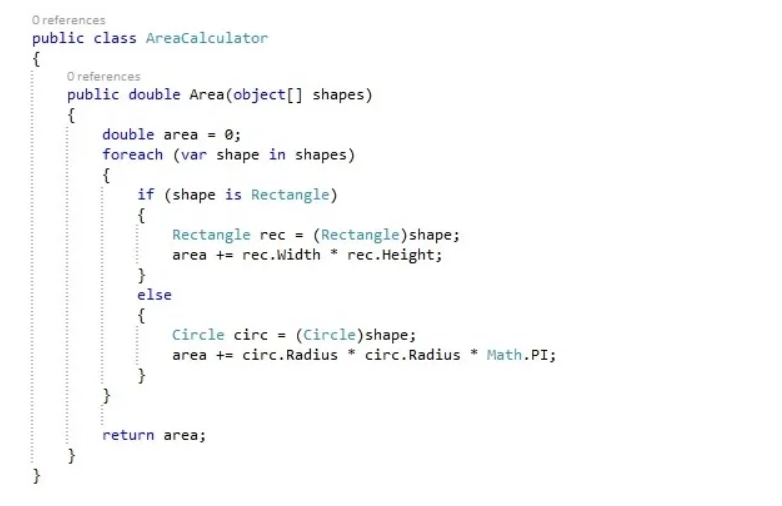 0 references
public class AreaCalculator
{
0 references
public double Area(object[] shapes)
{
double area = 0;
foreach (var shape in shapes)
{
if (shape is Rectangle)
{
Rectangle rec = (Rectangle)shape;
area += rec.Width * rec.Height;
}
else
{
Circle circ = (Circle)shape;
area += circ.Radius * circ.Radius * Math.PI;
}
}
return area;
}
}